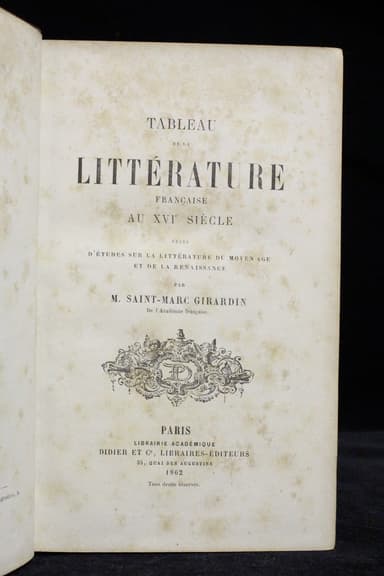 TABLEAU
DE LA
LITTÉRATURE
FRANÇAISE
AU XVIᵉ SIÈCLE
SUIVI
D'ÉTUDES SUR LA LITTÉRATURE DU MOYEN AGE
ET DE LA RENAISSANCE
PAR
M. SAINT-MARC GIRARDIN
De l'Académie française.
PARIS
LIBRAIRIE ACADÉMIQUE
DIDIER ET Cᵉ, LIBRAIRES-ÉDITEURS
35, QUAI DES AUGUSTINS
1862
Tous droits réservés.